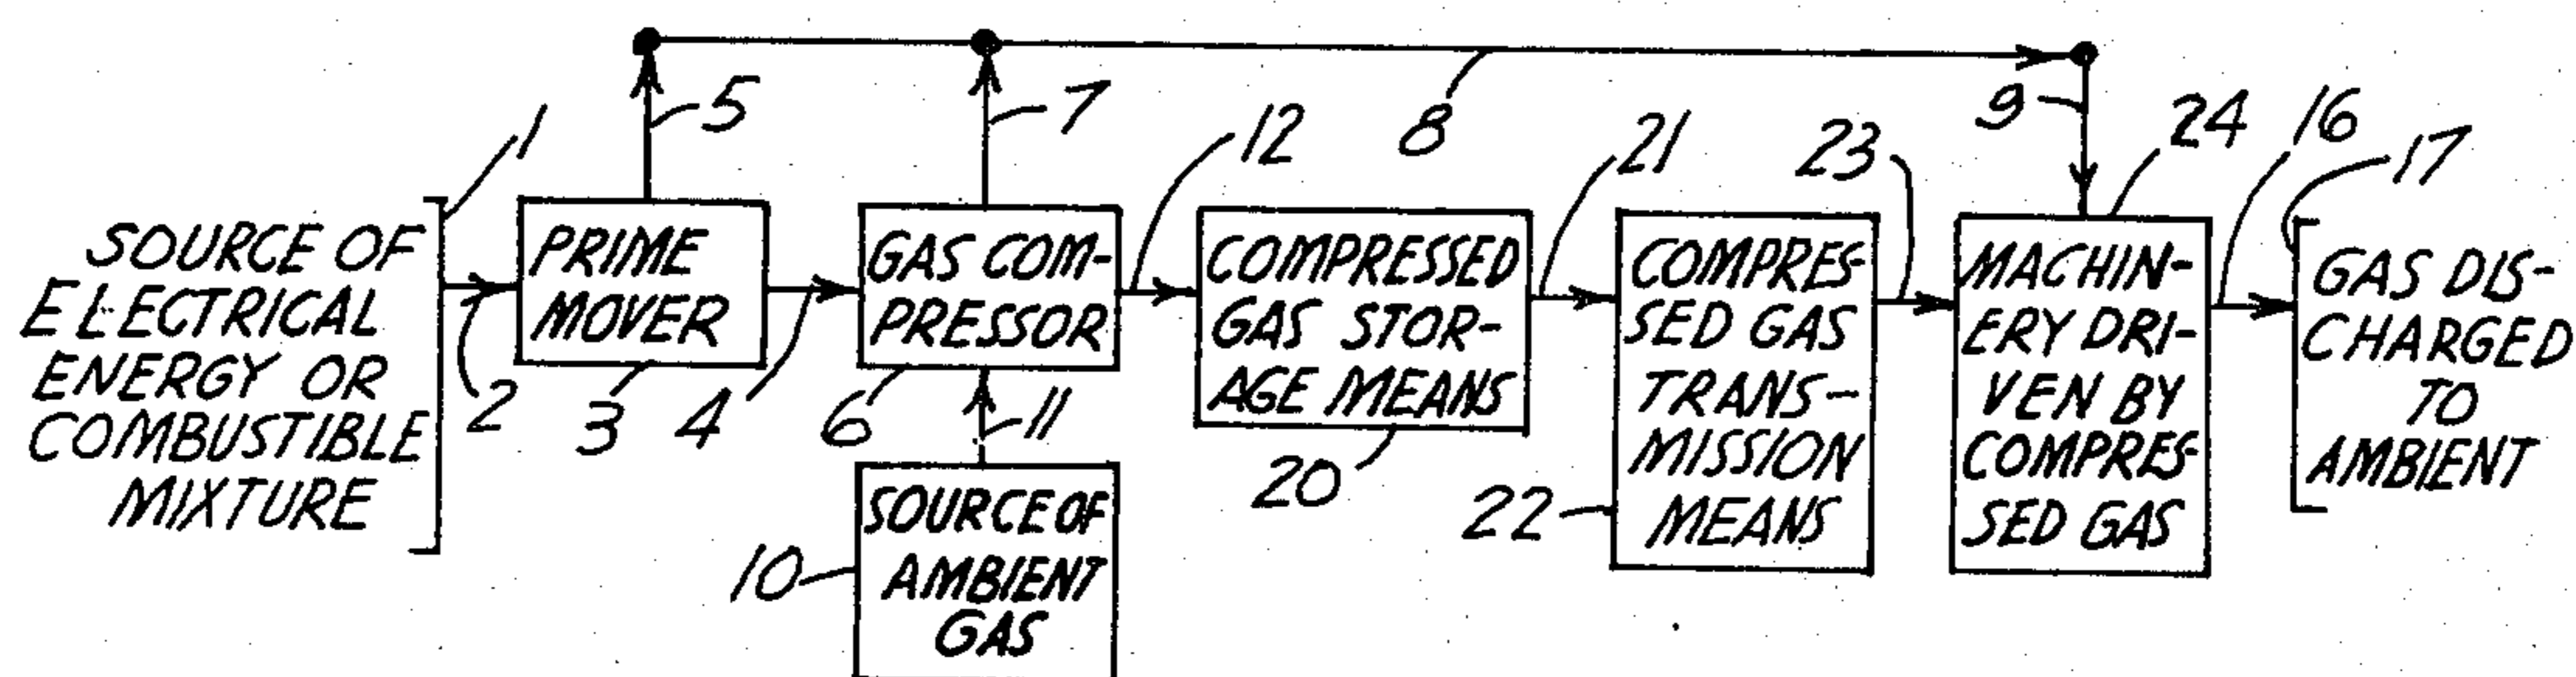 5
7
8
9
1
12
21
23
24
16
17
SOURCE OF
ELECTRICAL
ENERGY OR
COMBUSTIBLE
MIXTURE
2
PRIME
MOVER
3
4
GAS COM-
PRESSOR
6
11
SOURCE OF
AMBIENT
GAS
10
COMPRESSED
GAS STOR-
AGE MEANS
20
COMPRES-
SED GAS
TRANS-
MISSION
MEANS
22
MACHIN-
ERY DRI-
VEN BY
COMPRES-
SED GAS
GAS DIS-
CHARGED
TO
AMBIENT